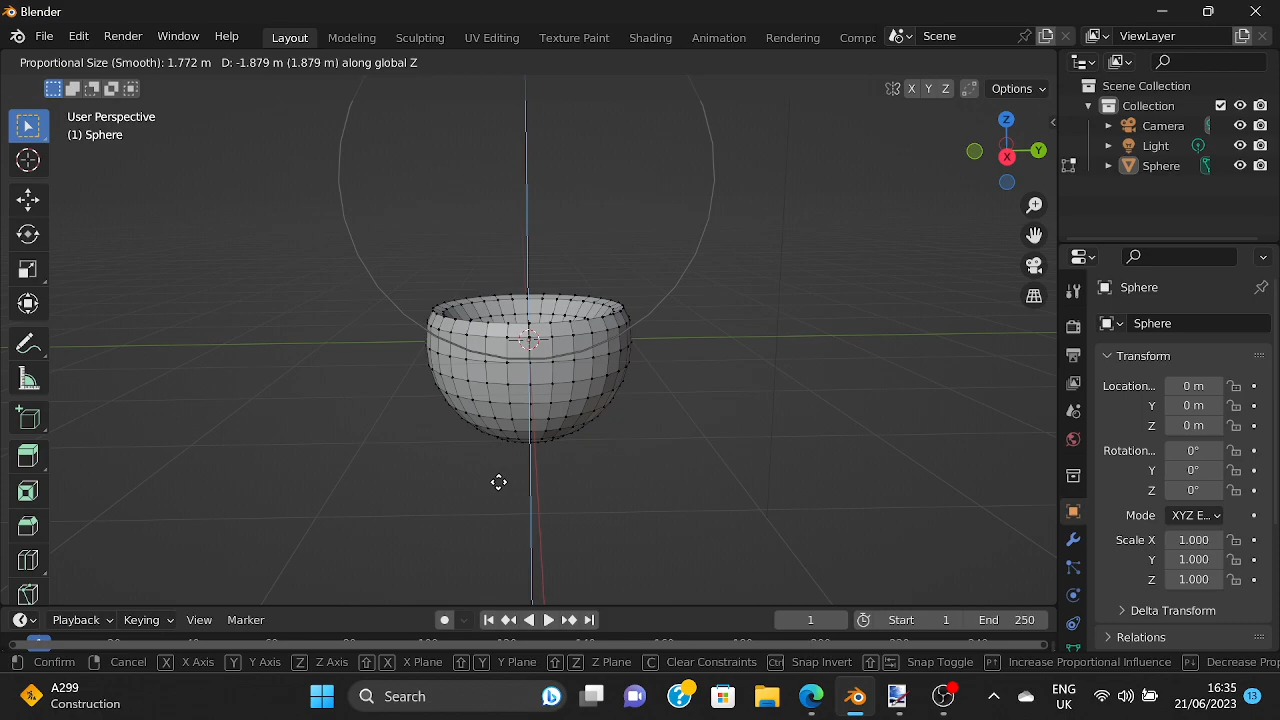 Blender
File Edit Render Window Help Layout Modeling Sculpting UV Editing Texture Paint Shading Animation Rendering Compc Scene ViewLayer
Proportional Size (Smooth): 1.772 m D: -1.879 m (1.879 m) along global Z
X Y Z Options
User Perspective
(1) Sphere
Z
Y
X
Scene Collection
Collection
Camera
Light
Sphere
Sphere
Sphere
Transform
Location... 0 m
Y 0 m
Z 0 m
Rotation... 0°
Y 0°
Z 0°
Mode XYZ E...
Scale X 1.000
Y 1.000
Z 1.000
Delta Transform
Relations
Playback Keying View Marker 1 Start 1 End 250
Confirm Cancel X X Axis Y Y Axis Z Z Axis X X Plane Y Y Plane Z Z Plane C Clear Constraints Ctrl Snap Invert Snap Toggle Increase Proportional Influence Decrease Prop
A299
Construction
Search
ENG
UK
16:35
21/06/2023
13